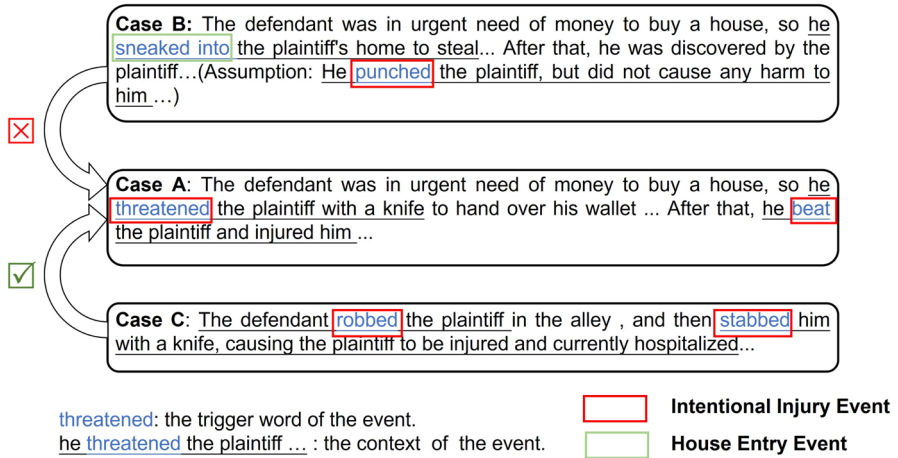 Case B: The defendant was in urgent need of money to buy a house, so he
sneaked into the plaintiff's home to steal... After that, he was discovered by the
plaintiff...(Assumption: He punched the plaintiff, but did not cause any harm to
him ...)
Case A: The defendant was in urgent need of money to buy a house, so he
threatened the plaintiff with a knife to hand over his wallet ... After that, he beat
the plaintiff and injured him ...
Case C: The defendant robbed the plaintiff in the alley , and then stabbed him
with a knife, causing the plaintiff to be injured and currently hospitalized...
threatened: the trigger word of the event.
he threatened the plaintiff ... : the context of the event.
Intentional Injury Event
House Entry Event